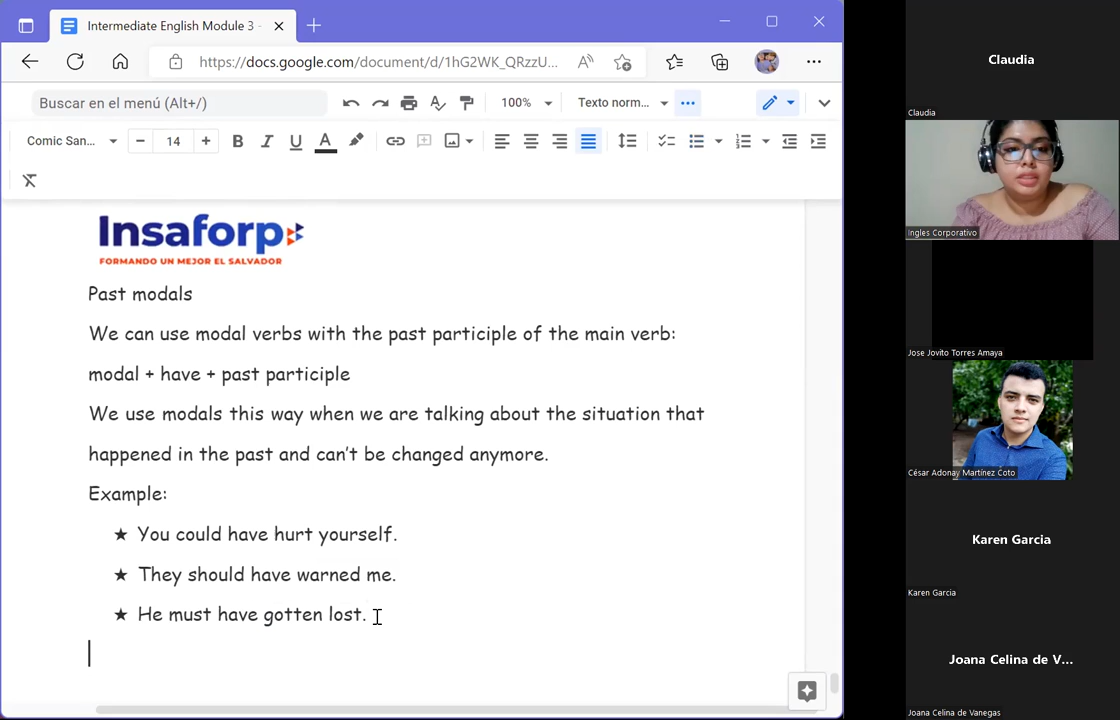 Intermediate English Module 3 -
https://docs.google.com/document/d/1hG2WK_QRzzU...
Buscar en el menú (Alt+/)
100%
Texto norm...
Comic San...
14
B I U A
Insaforp
FORMANDO UN MEJOR EL SALVADOR
Past modals
We can use modal verbs with the past participle of the main verb:
modal + have + past participle
We use modals this way when we are talking about the situation that
happened in the past and can't be changed anymore.
Example:
★ You could have hurt yourself.
★ They should have warned me.
★ He must have gotten lost.
Claudia
Claudia
Ingles Corporativo
Jose Jovito Torres Amaya
César Adonay Martínez Coto
Karen Garcia
Karen Garcia
Joana Celina de V...
Joana Celina de Vanegas